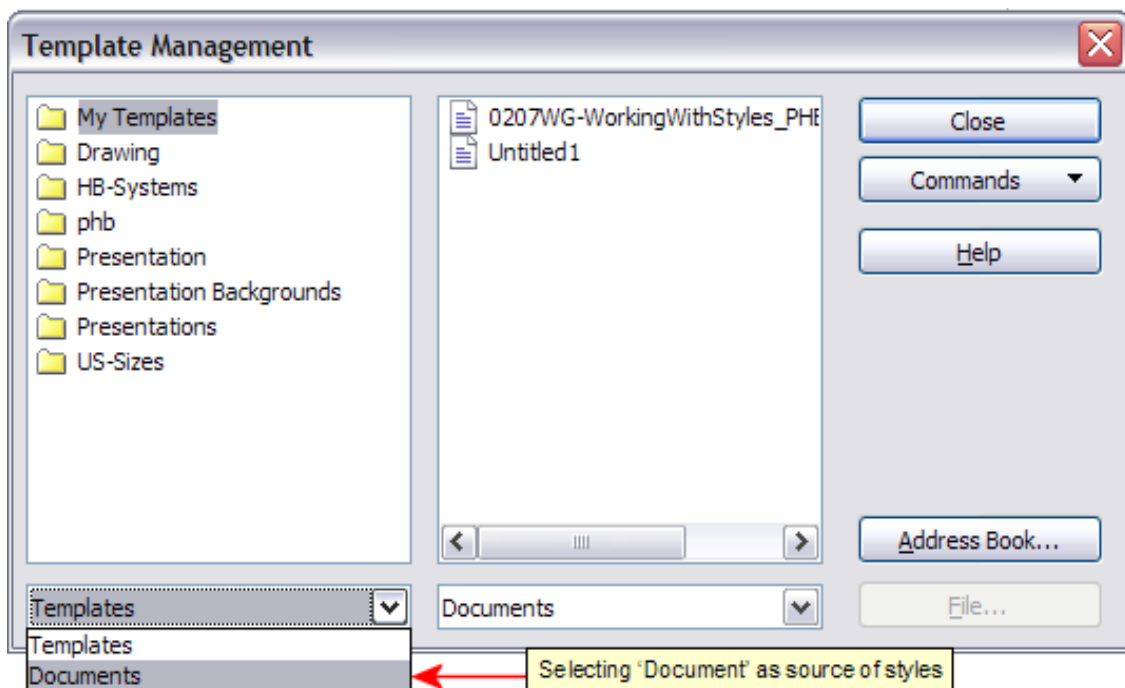 Template Management
My Templates
Drawing
HB-Systems
phb
Presentation
Presentation Backgrounds
Presentations
US-Sizes
0207WG-WorkingWithStyles_PHB
Untitled1
Close
Commands
Help
Address Book...
File...
Templates
Documents
Templates
Documents
Selecting ‘Document’ as source of styles